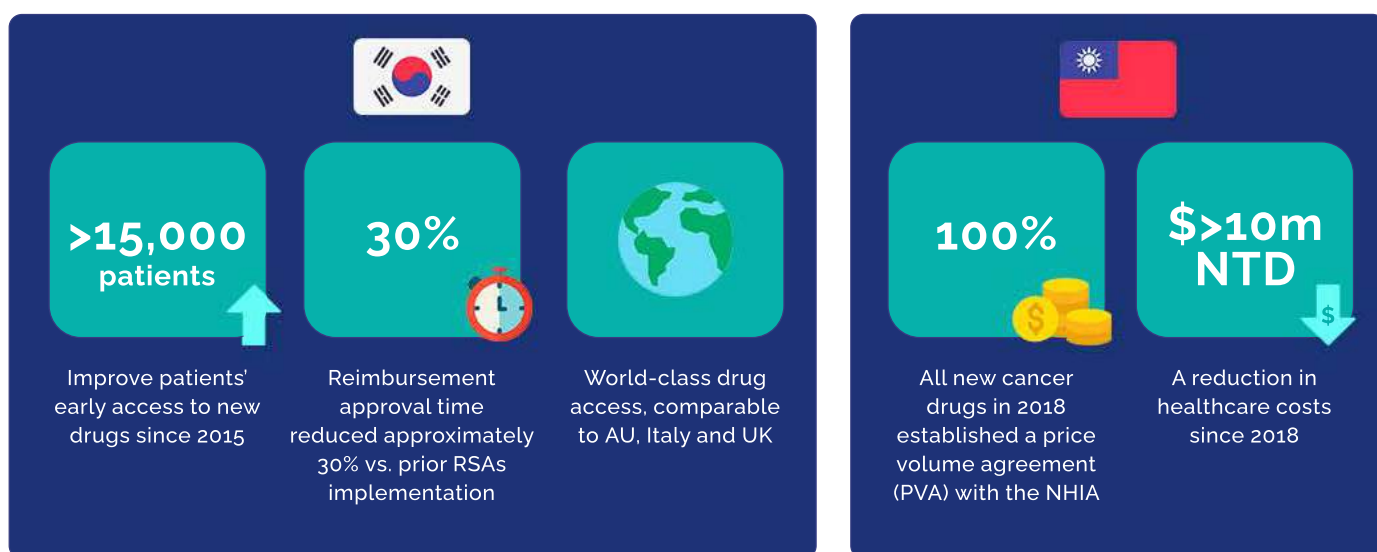 >15,000
patients
Improve patients'
early access to new
drugs since 2015
30%
Reimbursement
approval time
reduced approximately
30% vs. prior RSAs
implementation
World-class drug
access, comparable
to AU, Italy and UK
100%
$
All new cancer
drugs in 2018
established a price
volume agreement
(PVA) with the NHIA
$>10m
NTD
$
A reduction in
healthcare costs
since 2018